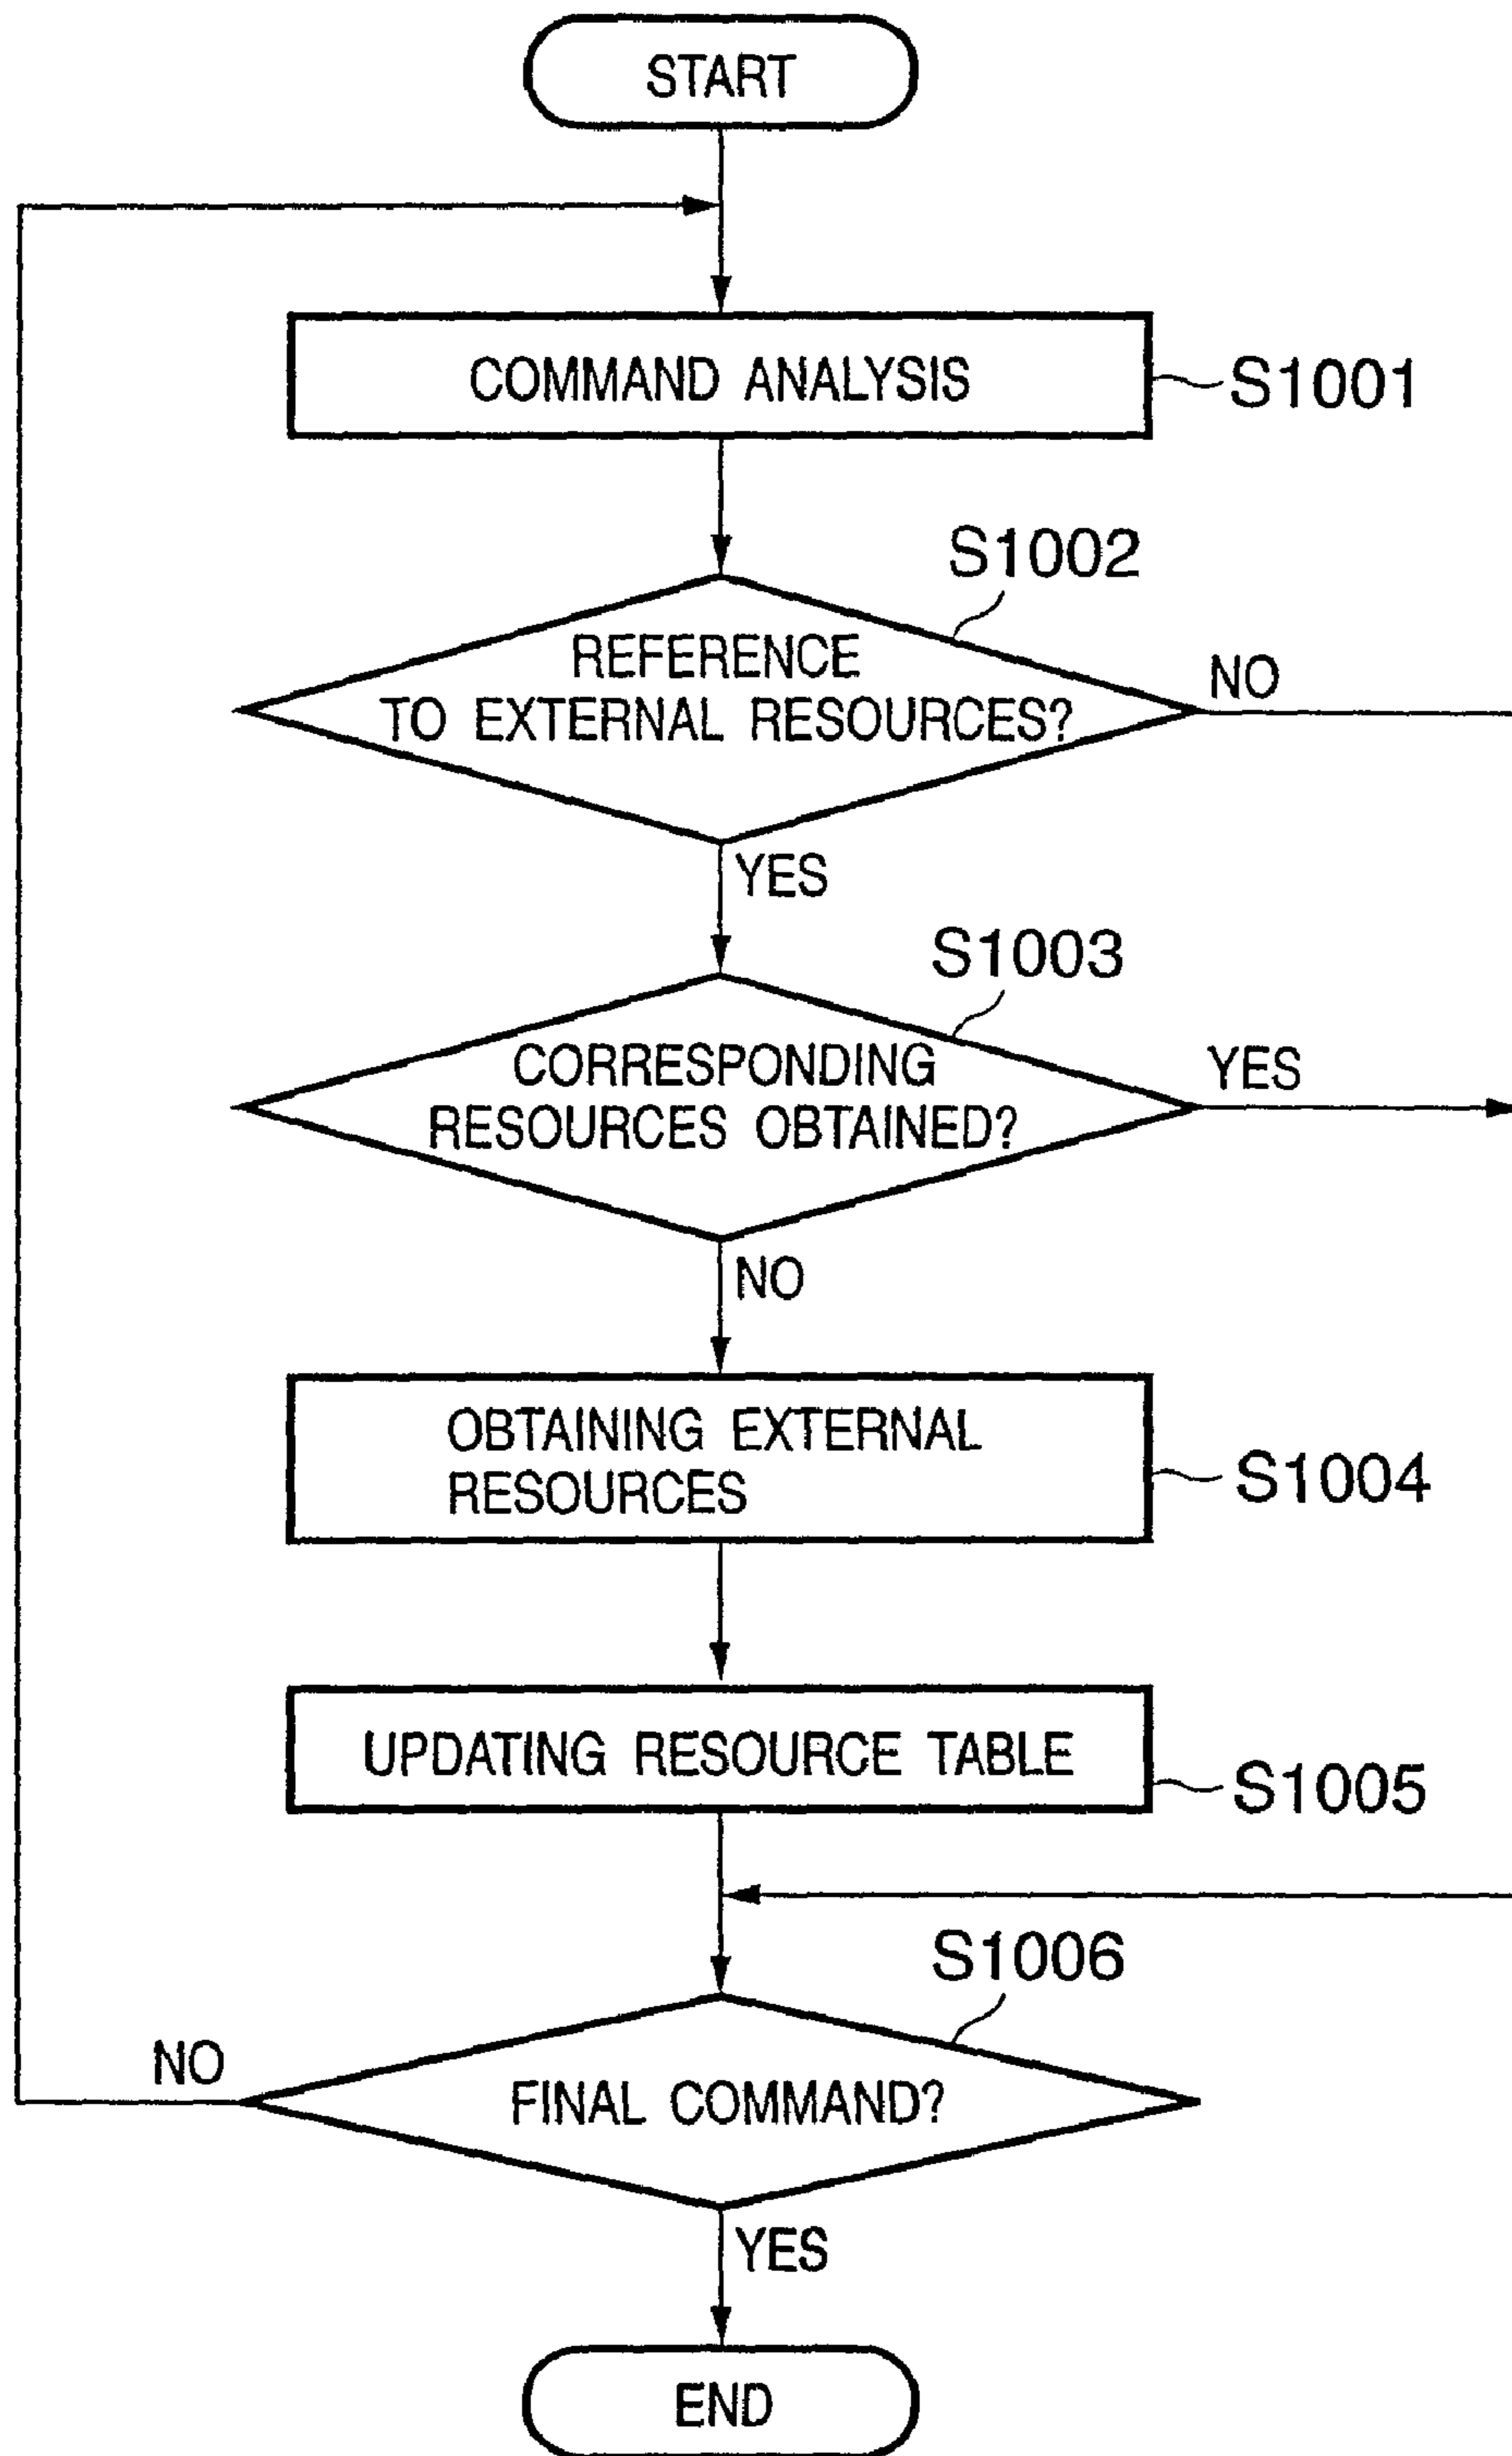 START
COMMAND ANALYSIS
S1001
S1002
REFERENCE
TO EXTERNAL RESOURCES?
NO
YES
S1003
CORRESPONDING
RESOURCES OBTAINED?
YES
NO
OBTAINING EXTERNAL
RESOURCES
S1004
UPDATING RESOURCE TABLE
S1005
S1006
NO
FINAL COMMAND?
YES
END